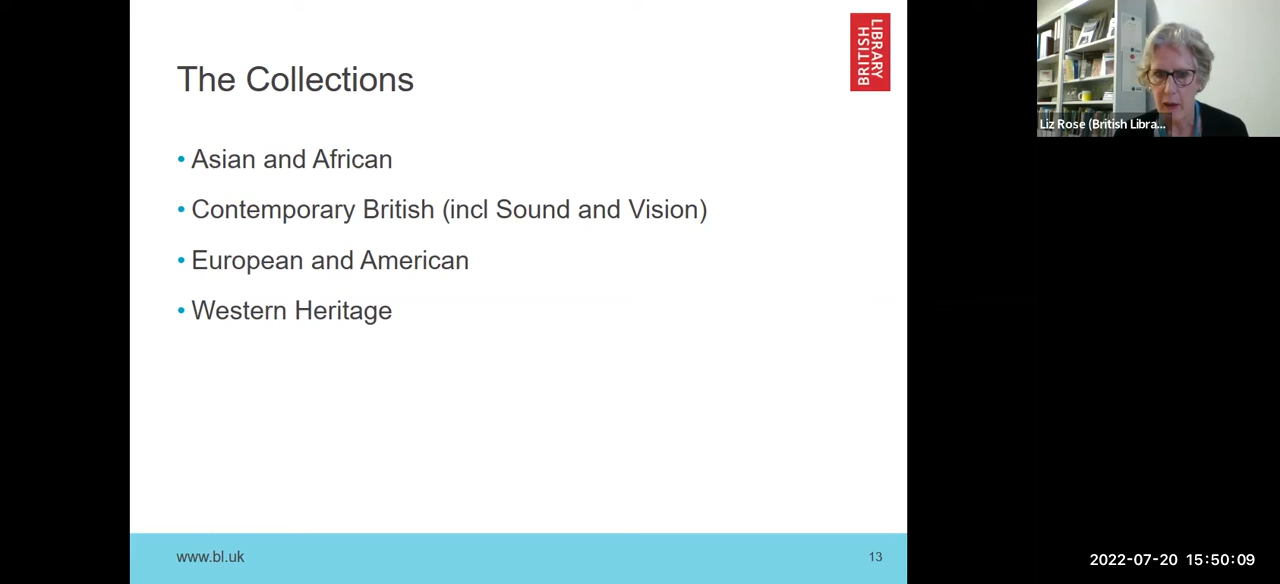 The Collections
LIBRARY
BRITISH
• Asian and African
• Contemporary British (incl Sound and Vision)
• European and American
• Western Heritage
www.bl.uk
13
Liz Rose (British Libra...
2022-07-20 15:50:09